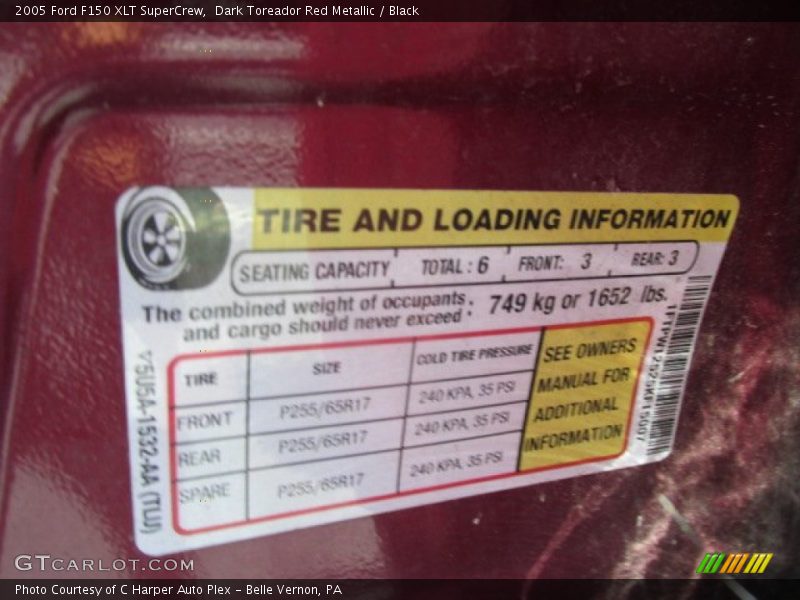 2005 Ford F150 XLT SuperCrew,  Dark Toreador Red Metallic / Black
TIRE AND LOADING INFORMATION
SEATING CAPACITY TOTAL : 6 FRONT: 3 REAR: 3
The combined weight of occupants and cargo should never exceed : 749 kg or 1652 lbs.
TIRE SIZE COLD TIRE PRESSURE
FRONT P255/65R17 240 KPA, 35 PSI
REAR P255/65R17 240 KPA, 35 PSI
SPARE P255/65R17 240 KPA, 35 PSI
SEE OWNERS
MANUAL FOR
ADDITIONAL
INFORMATION
GTCARLOT.COM
Photo Courtesy of C Harper Auto Plex – Belle Vernon, PA